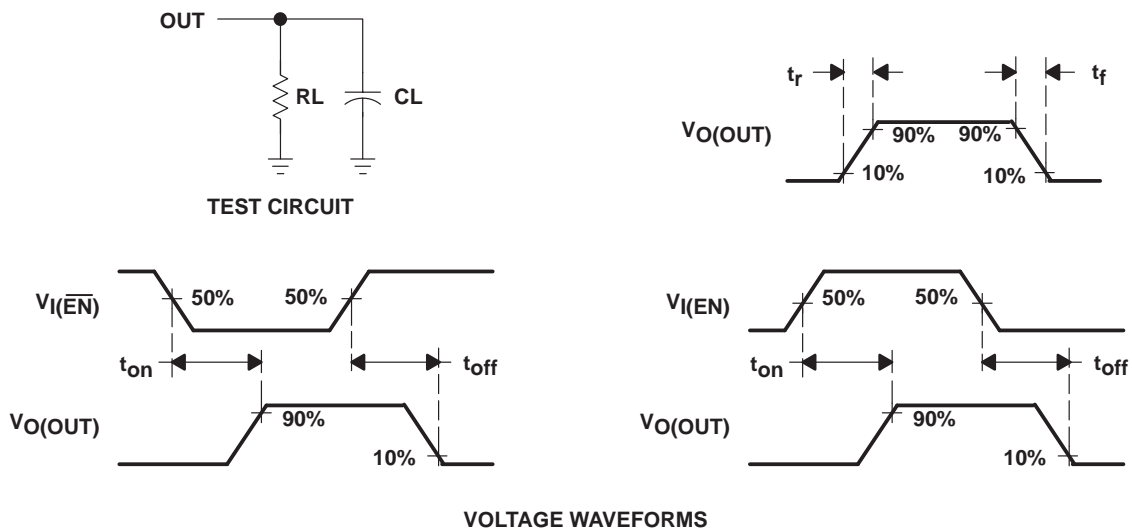 OUT
RL
CL
TEST CIRCUIT
tr
tf
VO(OUT)
90%
90%
10%
10%
VI(E̅N̅)
50%
50%
ton
toff
VO(OUT)
90%
10%
VI(EN)
50%
50%
ton
toff
VO(OUT)
90%
10%
VOLTAGE WAVEFORMS